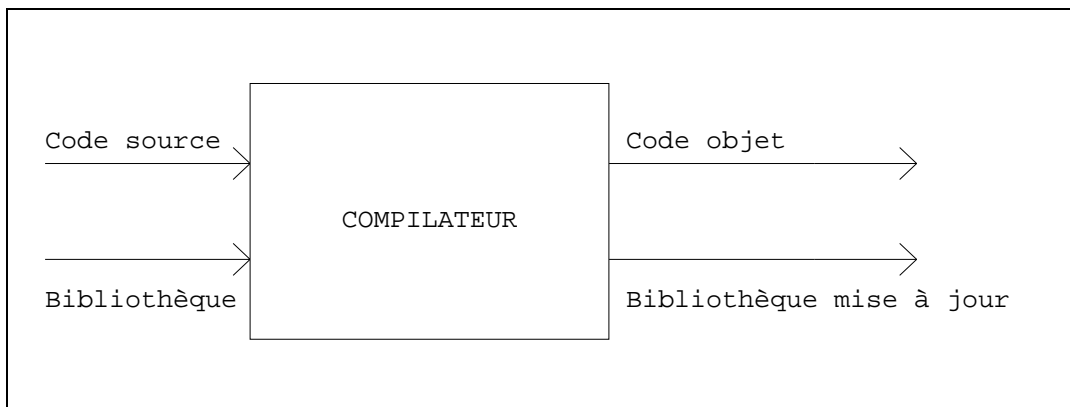 Code source
Code objet
COMPILATEUR
Bibliothèque
Bibliothèque mise à jour